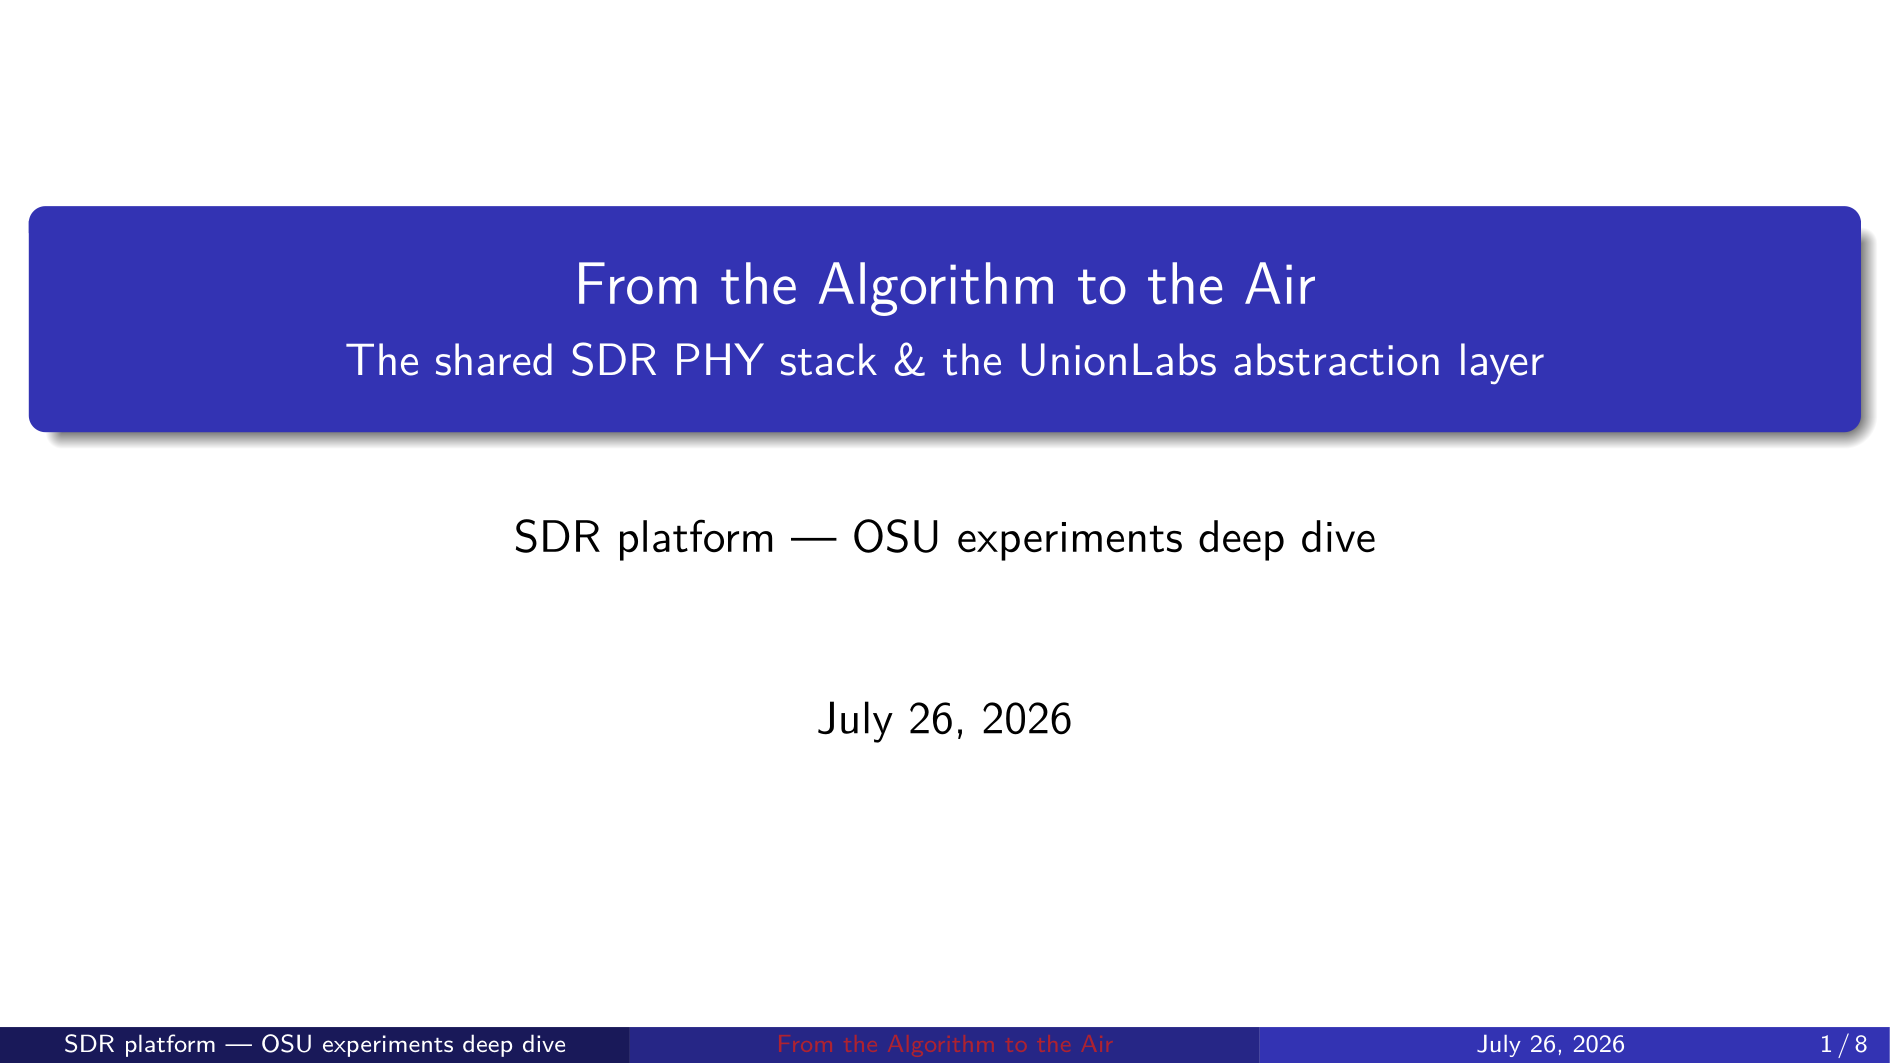 From the Algorithm to the Air
The shared SDR PHY stack & the UnionLabs abstraction layer
SDR platform — OSU experiments deep dive
July 26, 2026
SDR platform — OSU experiments deep dive
From the Algorithm to the Air
July 26, 2026
1 / 8